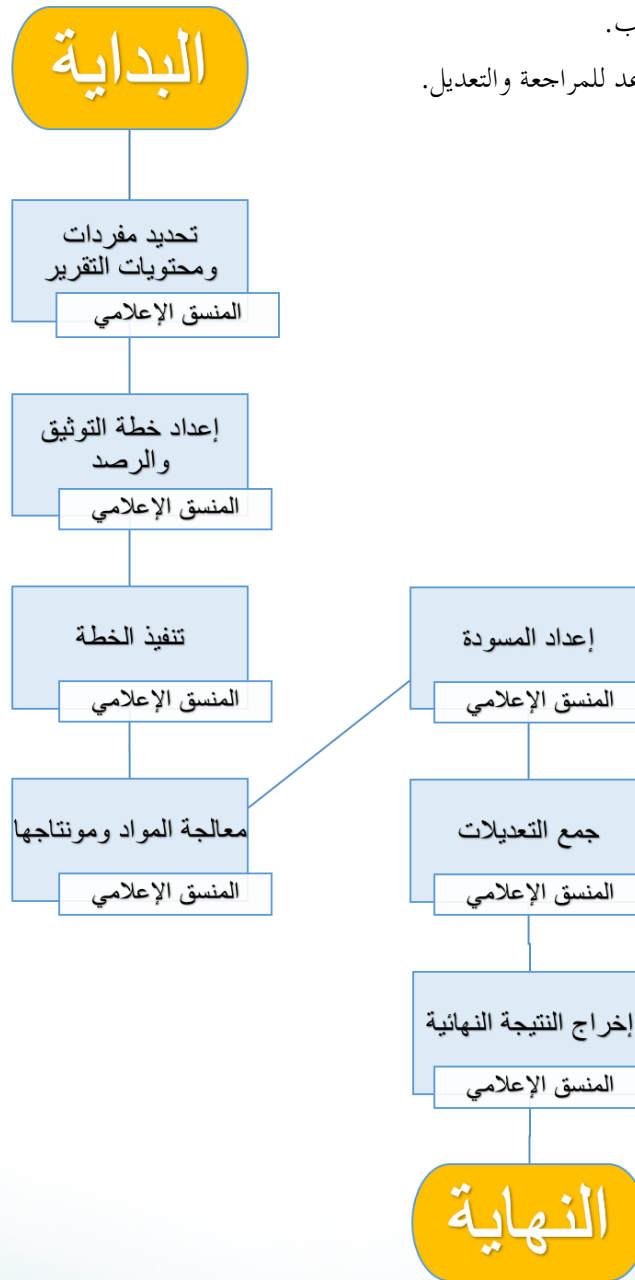 ب.
عد للمراجعة والتعديل.
البداية
تحديد مفردات
ومحتويات التقرير
المنسق الإعلامي
إعداد خطة التوثيق
والرصد
المنسق الإعلامي
تنفيذ الخطة
المنسق الإعلامي
معالجة المواد ومونتاجها
المنسق الإعلامي
إعداد المسودة
المنسق الإعلامي
جمع التعديلات
المنسق الإعلامي
إخراج النتيجة النهائية
المنسق الإعلامي
النهاية